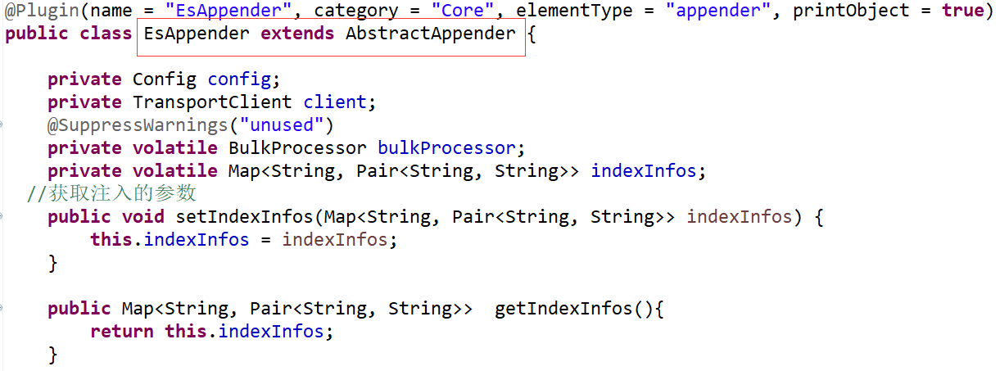 @Plugin(name = "EsAppender", category = "Core", elementType = "appender", printObject = true)
public class EsAppender extends AbstractAppender {
private Config config;
private TransportClient client;
@SuppressWarnings("unused")
private volatile BulkProcessor bulkProcessor;
private volatile Map<String, Pair<String, String>> indexInfos;
//获取注入的参数
public void setIndexInfos(Map<String, Pair<String, String>> indexInfos) {
this.indexInfos = indexInfos;
}
public Map<String, Pair<String, String>>  getIndexInfos(){
return this.indexInfos;
}